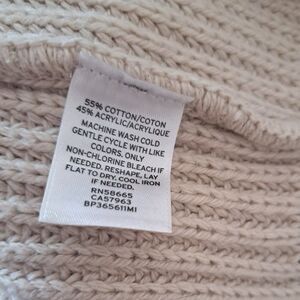 55% COTTON/COTON
45% ACRYLIC/ACRYLIQUE
MACHINE WASH COLD
GENTLE CYCLE WITH LIKE
COLORS. ONLY
NON-CHLORINE BLEACH IF
NEEDED. RESHAPE, LAY
FLAT TO DRY. COOL IRON
IF NEEDED.
RN58665
CA57963
BP365611MI